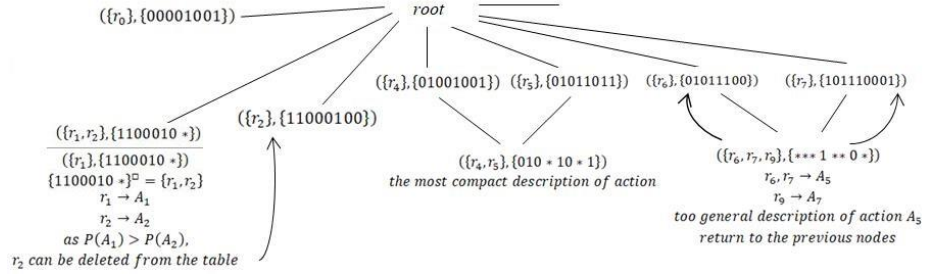 ({r₀},{00001001})
root
({r₄},{01001001})
({r₅},{01011011})
({r₆},{01011100})
({r₇},{101110001})
({r₁,r₂},{1100010 *})
({r₁},{1100010 *})
{1100010 *}▫ = {r₁,r₂}
r₁ → A₁
r₂ → A₂
as P(A₁) > P(A₂),
r₂ can be deleted from the table
({r₂},{11000100})
({r₄,r₅},{010 * 10 * 1})
the most compact description of action
({r₆,r₇,r₉},{*** 1 ** 0 *})
r₆,r₇ → A₅
r₉ → A₇
too general description of action A₅
return to the previous nodes